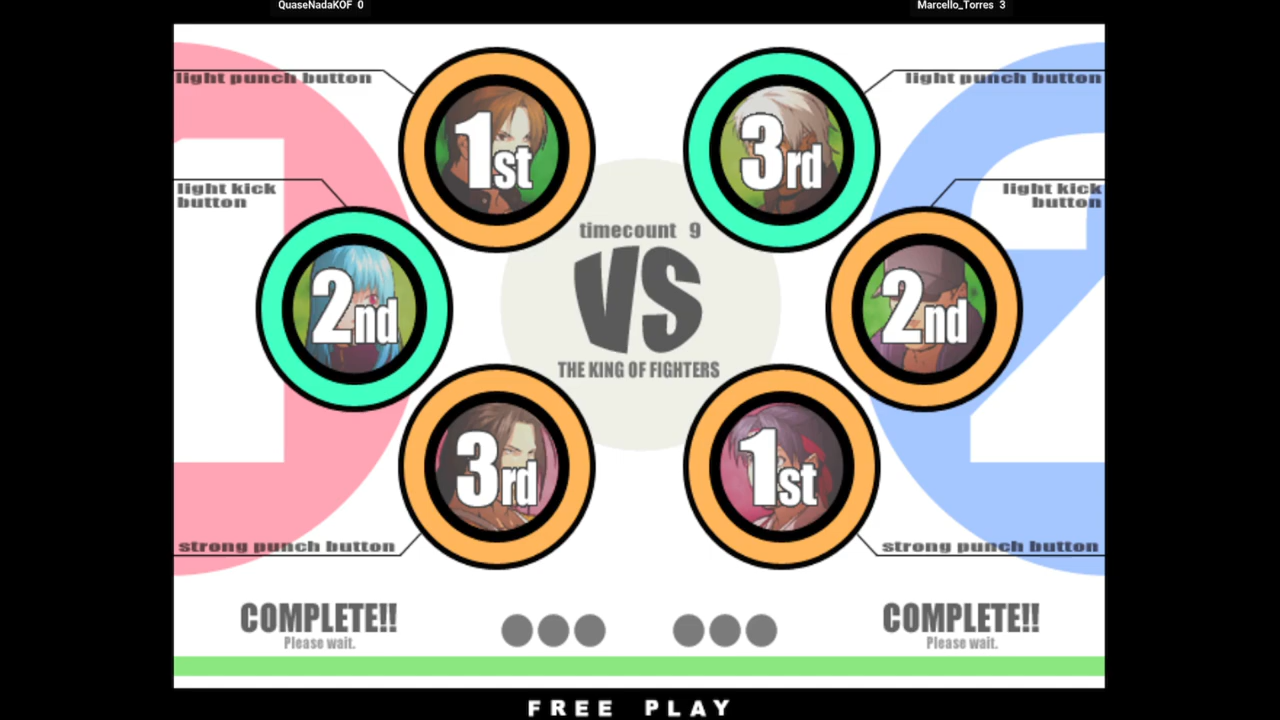 QuaseNadaKOF 0
Marcello_Torres 3
light punch button
light punch button
1st
3rd
light kick
button
light kick
button
1
2
timecount 9
VS
2nd
2nd
THE KING OF FIGHTERS
3rd
1st
strong punch button
strong punch button
COMPLETE!!
Please wait.
COMPLETE!!
Please wait.
FREE PLAY